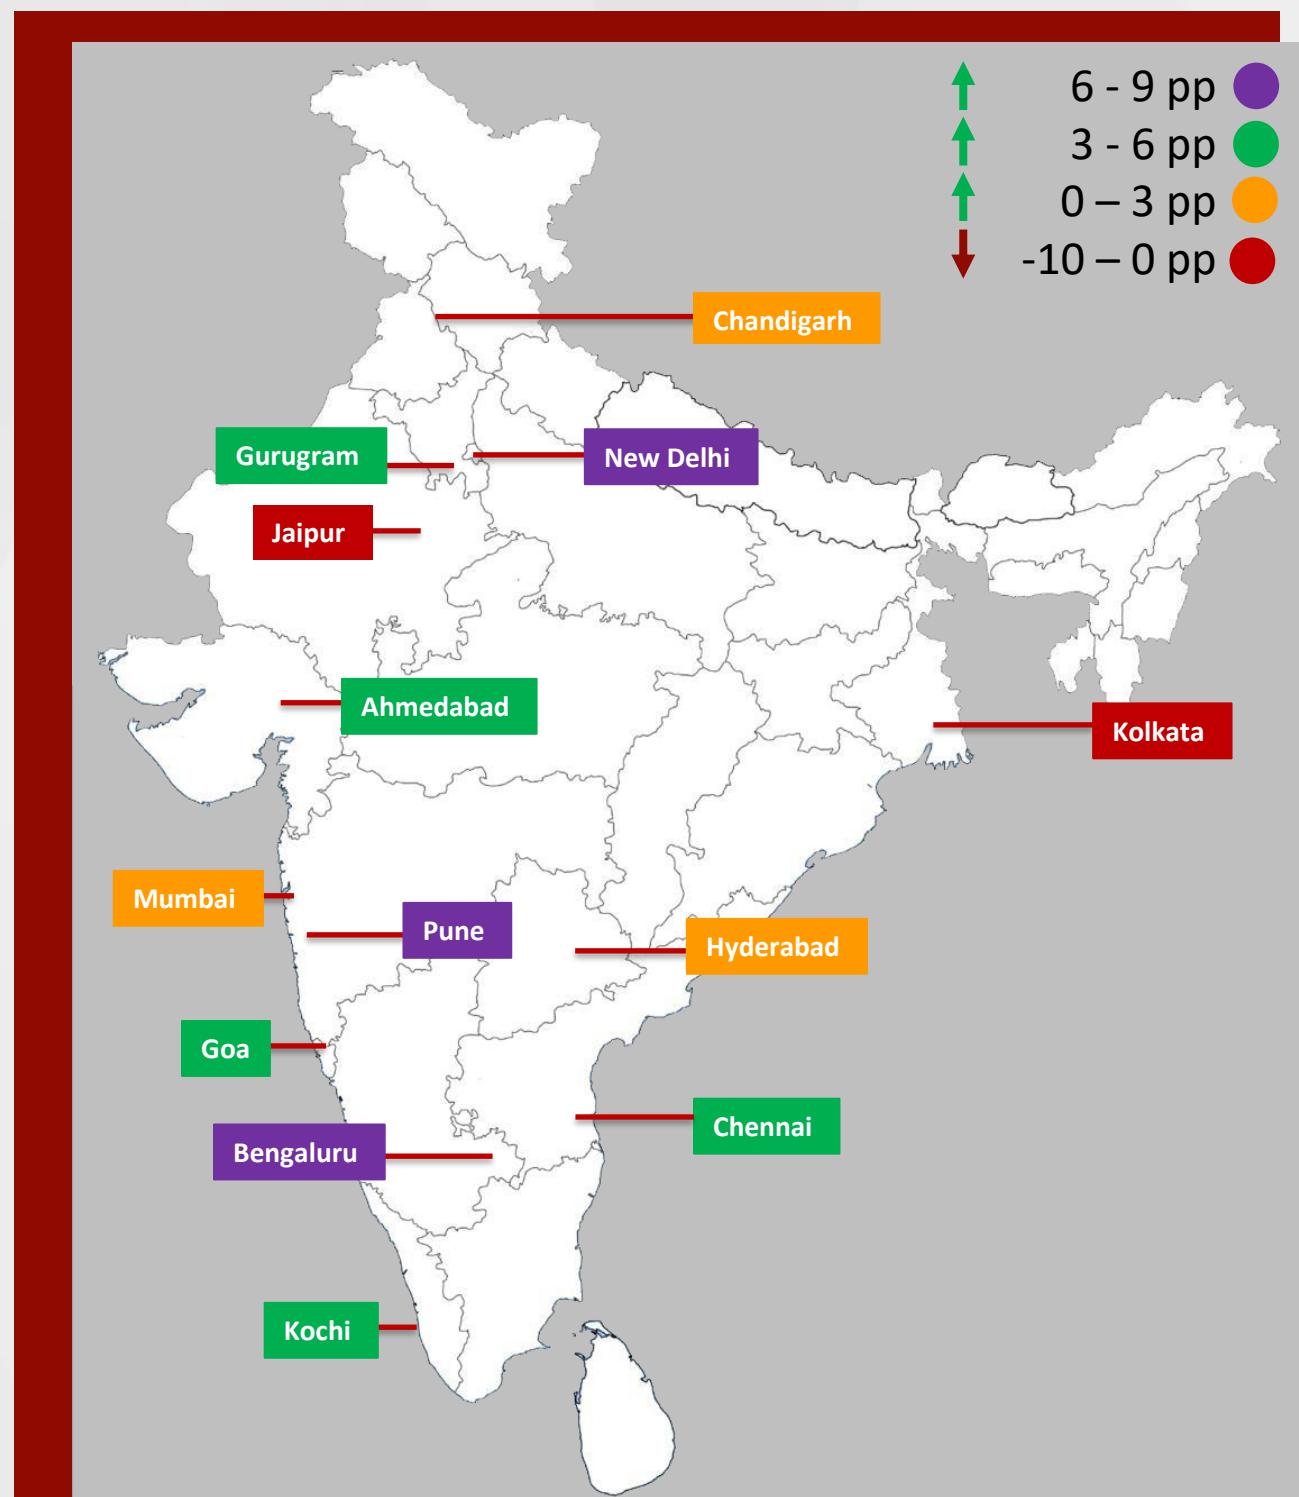 6 - 9 pp
3 - 6 pp
0 – 3 pp
-10 – 0 pp
Chandigarh
Gurugram
New Delhi
Jaipur
Ahmedabad
Kolkata
Mumbai
Pune
Hyderabad
Goa
Chennai
Bengaluru
Kochi